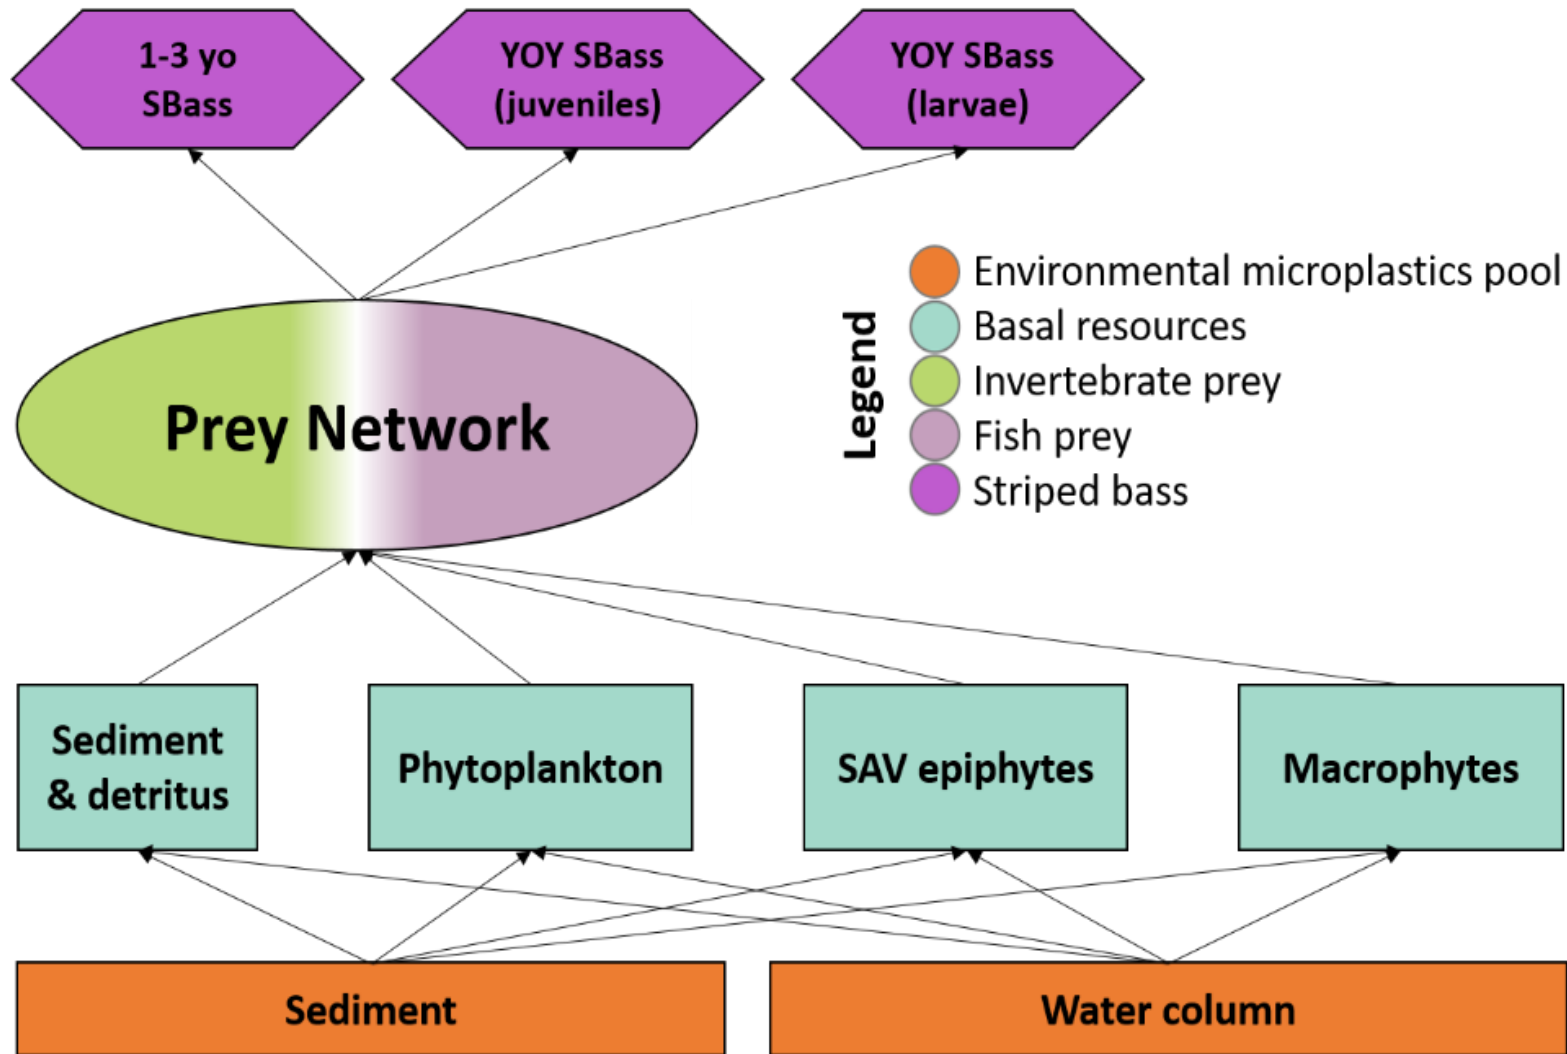 1-3 yo
SBass
YOY SBass
(juveniles)
YOY SBass
(larvae)
Legend
Environmental microplastics pool
Basal resources
Invertebrate prey
Fish prey
Striped bass
Prey Network
Sediment
& detritus
Phytoplankton
SAV epiphytes
Macrophytes
Sediment
Water column